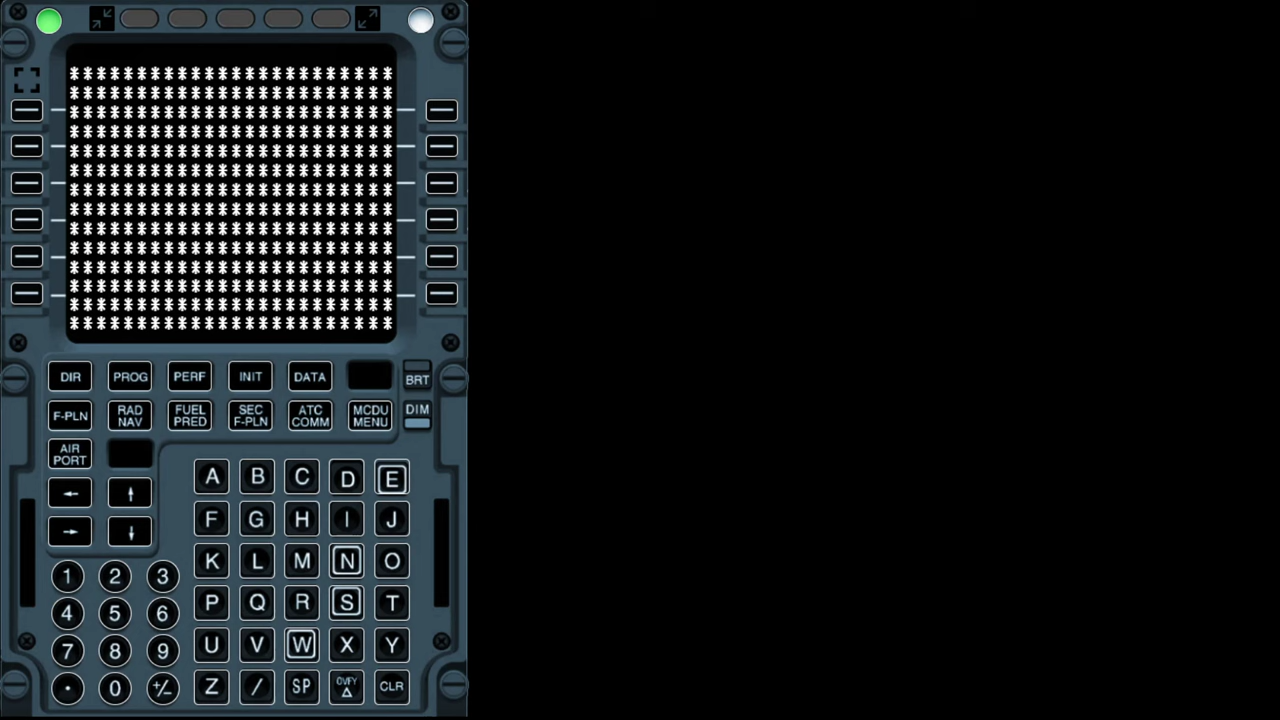 ************************
************************
************************
************************
************************
************************
************************
************************
************************
************************
************************
************************
************************
************************
DIR PROG PERF INIT DATA BRT
F-PLN RAD NAV FUEL PRED SEC F-PLN ATC COMM MCDU MENU DIM
AIR PORT
← ↑
→ ↓
A B C D E
F G H I J
K L M N O
P Q R S T
U V W X Y
Z / SP OVFY △ CLR
1 2 3
4 5 6
7 8 9
. 0 +/-